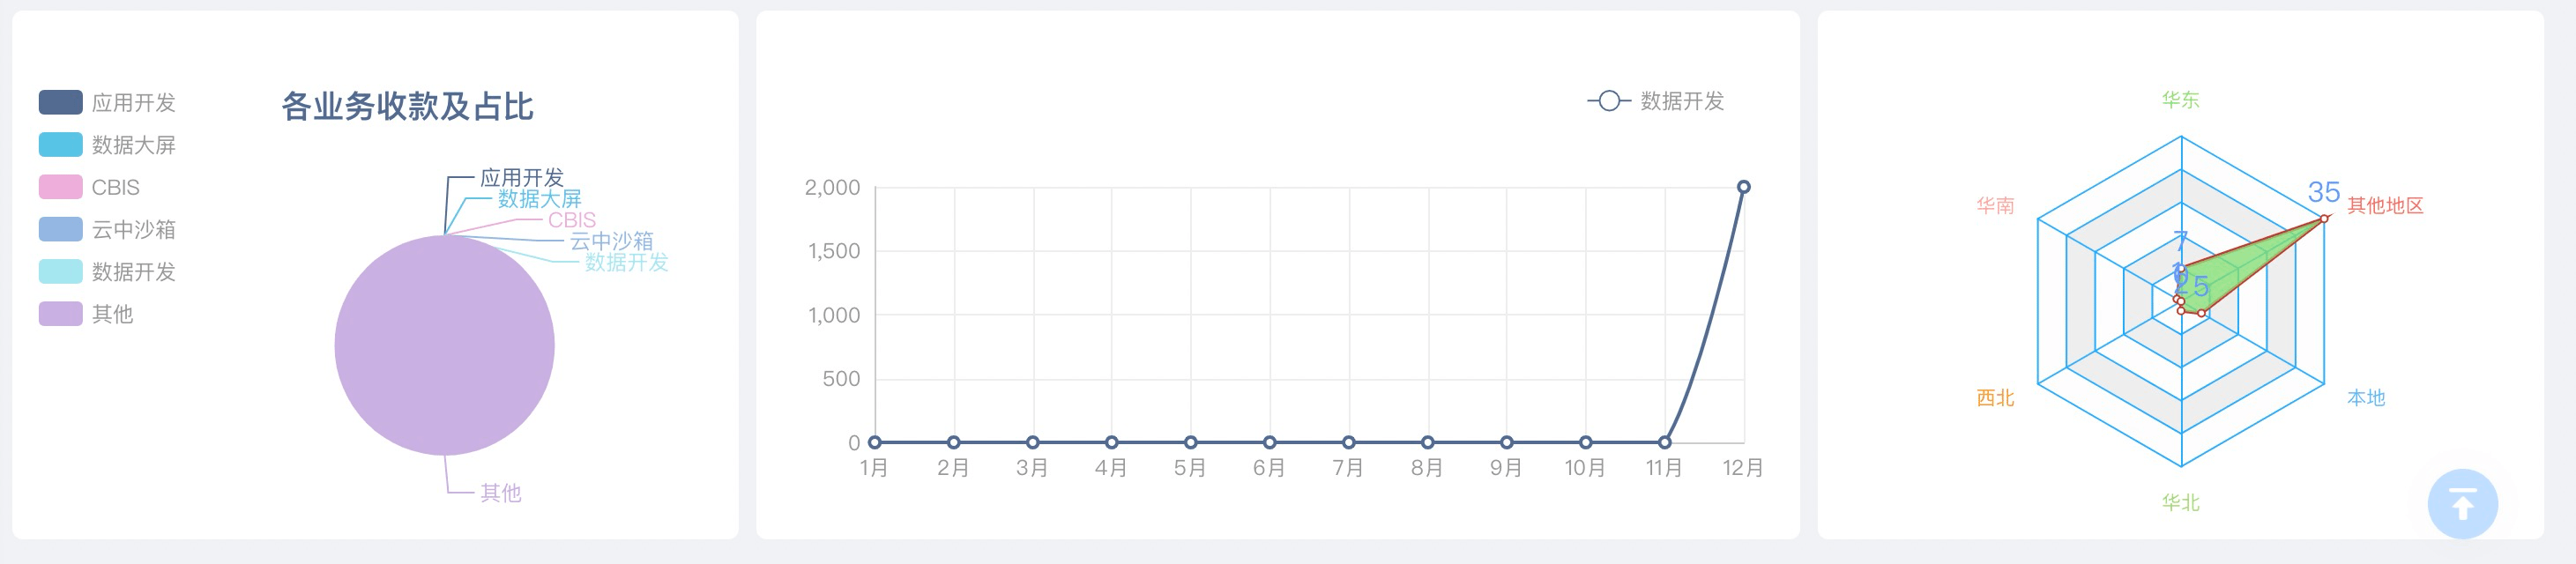 应用开发
数据大屏
CBIS
云中沙箱
数据开发
其他
各业务收款及占比
应用开发
数据大屏
CBIS
云中沙箱
数据开发
其他
数据开发
2,000
1,500
1,000
500
0
1月
2月
3月
4月
5月
6月
7月
8月
9月
10月
11月
12月
华东
35
其他地区
华南
7
5
西北
本地
华北